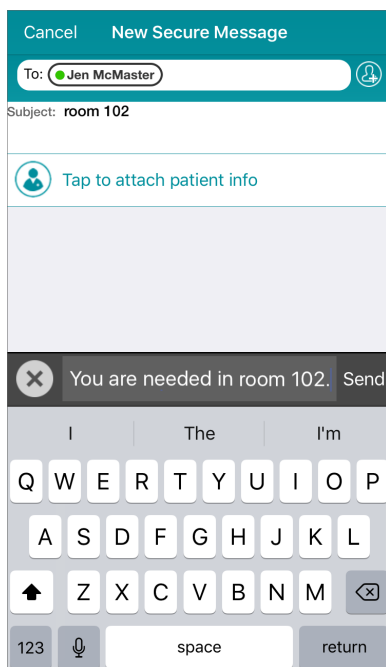 Cancel New Secure Message
To: Jen McMaster
Subject: room 102
Tap to attach patient info
You are needed in room 102. Send
I The I'm
Q W E R T Y U I O P
A S D F G H J K L
Z X C V B N M
123 space return